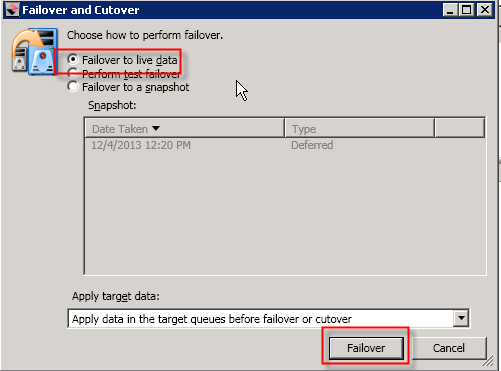 Failover and Cutover
Choose how to perform failover.
Failover to live data
Perform test failover
Failover to a snapshot
Snapshot:
Date Taken Type
12/4/2013 12:20 PM Deferred
Apply target data:
Apply data in the target queues before failover or cutover
Failover Cancel